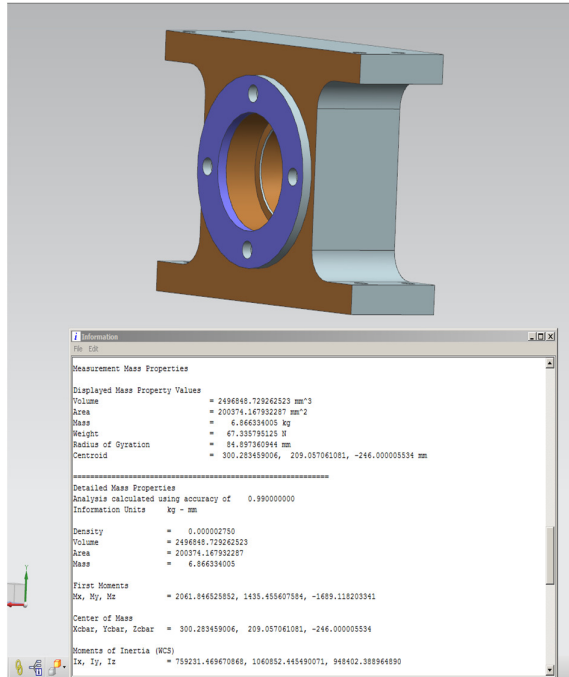 i Information
File Edit
Measurement Mass Properties
Displayed Mass Property Values
Volume = 2496848.729262523 mm^3
Area = 200374.167932287 mm^2
Mass = 6.866334005 kg
Weight = 67.335795125 N
Radius of Gyration = 84.897360944 mm
Centroid = 300.283459006, 209.057061081, -246.000005534 mm
============================================================
Detailed Mass Properties
Analysis calculated using accuracy of 0.990000000
Information Units kg - mm
Density = 0.000002750
Volume = 2496848.729262523
Area = 200374.167932287
Mass = 6.866334005
First Moments
Mx, My, Mz = 2061.846525852, 1435.455607584, -1689.118203341
Center of Mass
Xcbar, Ycbar, Zcbar = 300.283459006, 209.057061081, -246.000005534
Moments of Inertia (WCS)
Ix, Iy, Iz = 759231.469670868, 1060852.445490071, 948402.388964890
Y